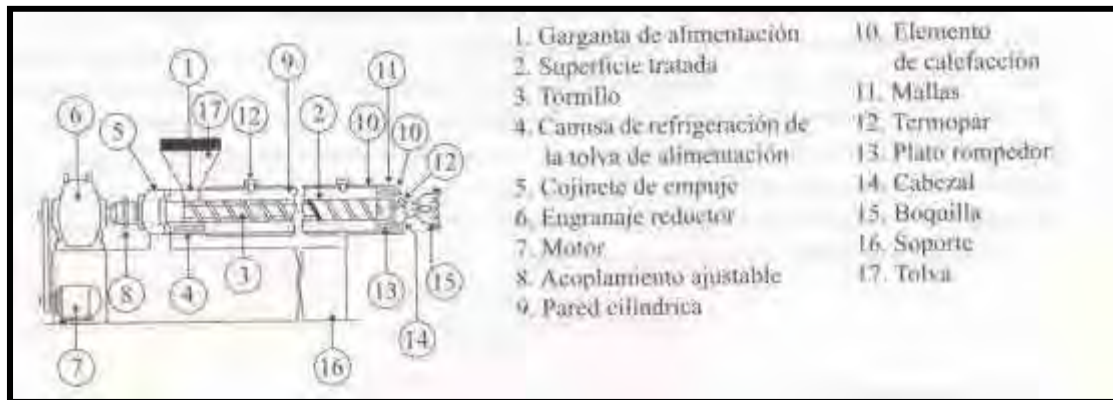 1
9
11
17
12
2
10
10
6
5
12
8
4
3
13
15
14
7
16
1. Garganta de alimentación
2. Superficie tratada
3. Tornillo
4. Camisa de refrigeración de
la tolva de alimentación
5. Cojinete de empuje
6. Engranaje reductor
7. Motor
8. Acoplamiento ajustable
9. Pared cilíndrica
10. Elemento
de calefacción
11. Mallas
12. Termopar
13. Plato rompedor
14. Cabezal
15. Boquilla
16. Soporte
17. Tolva